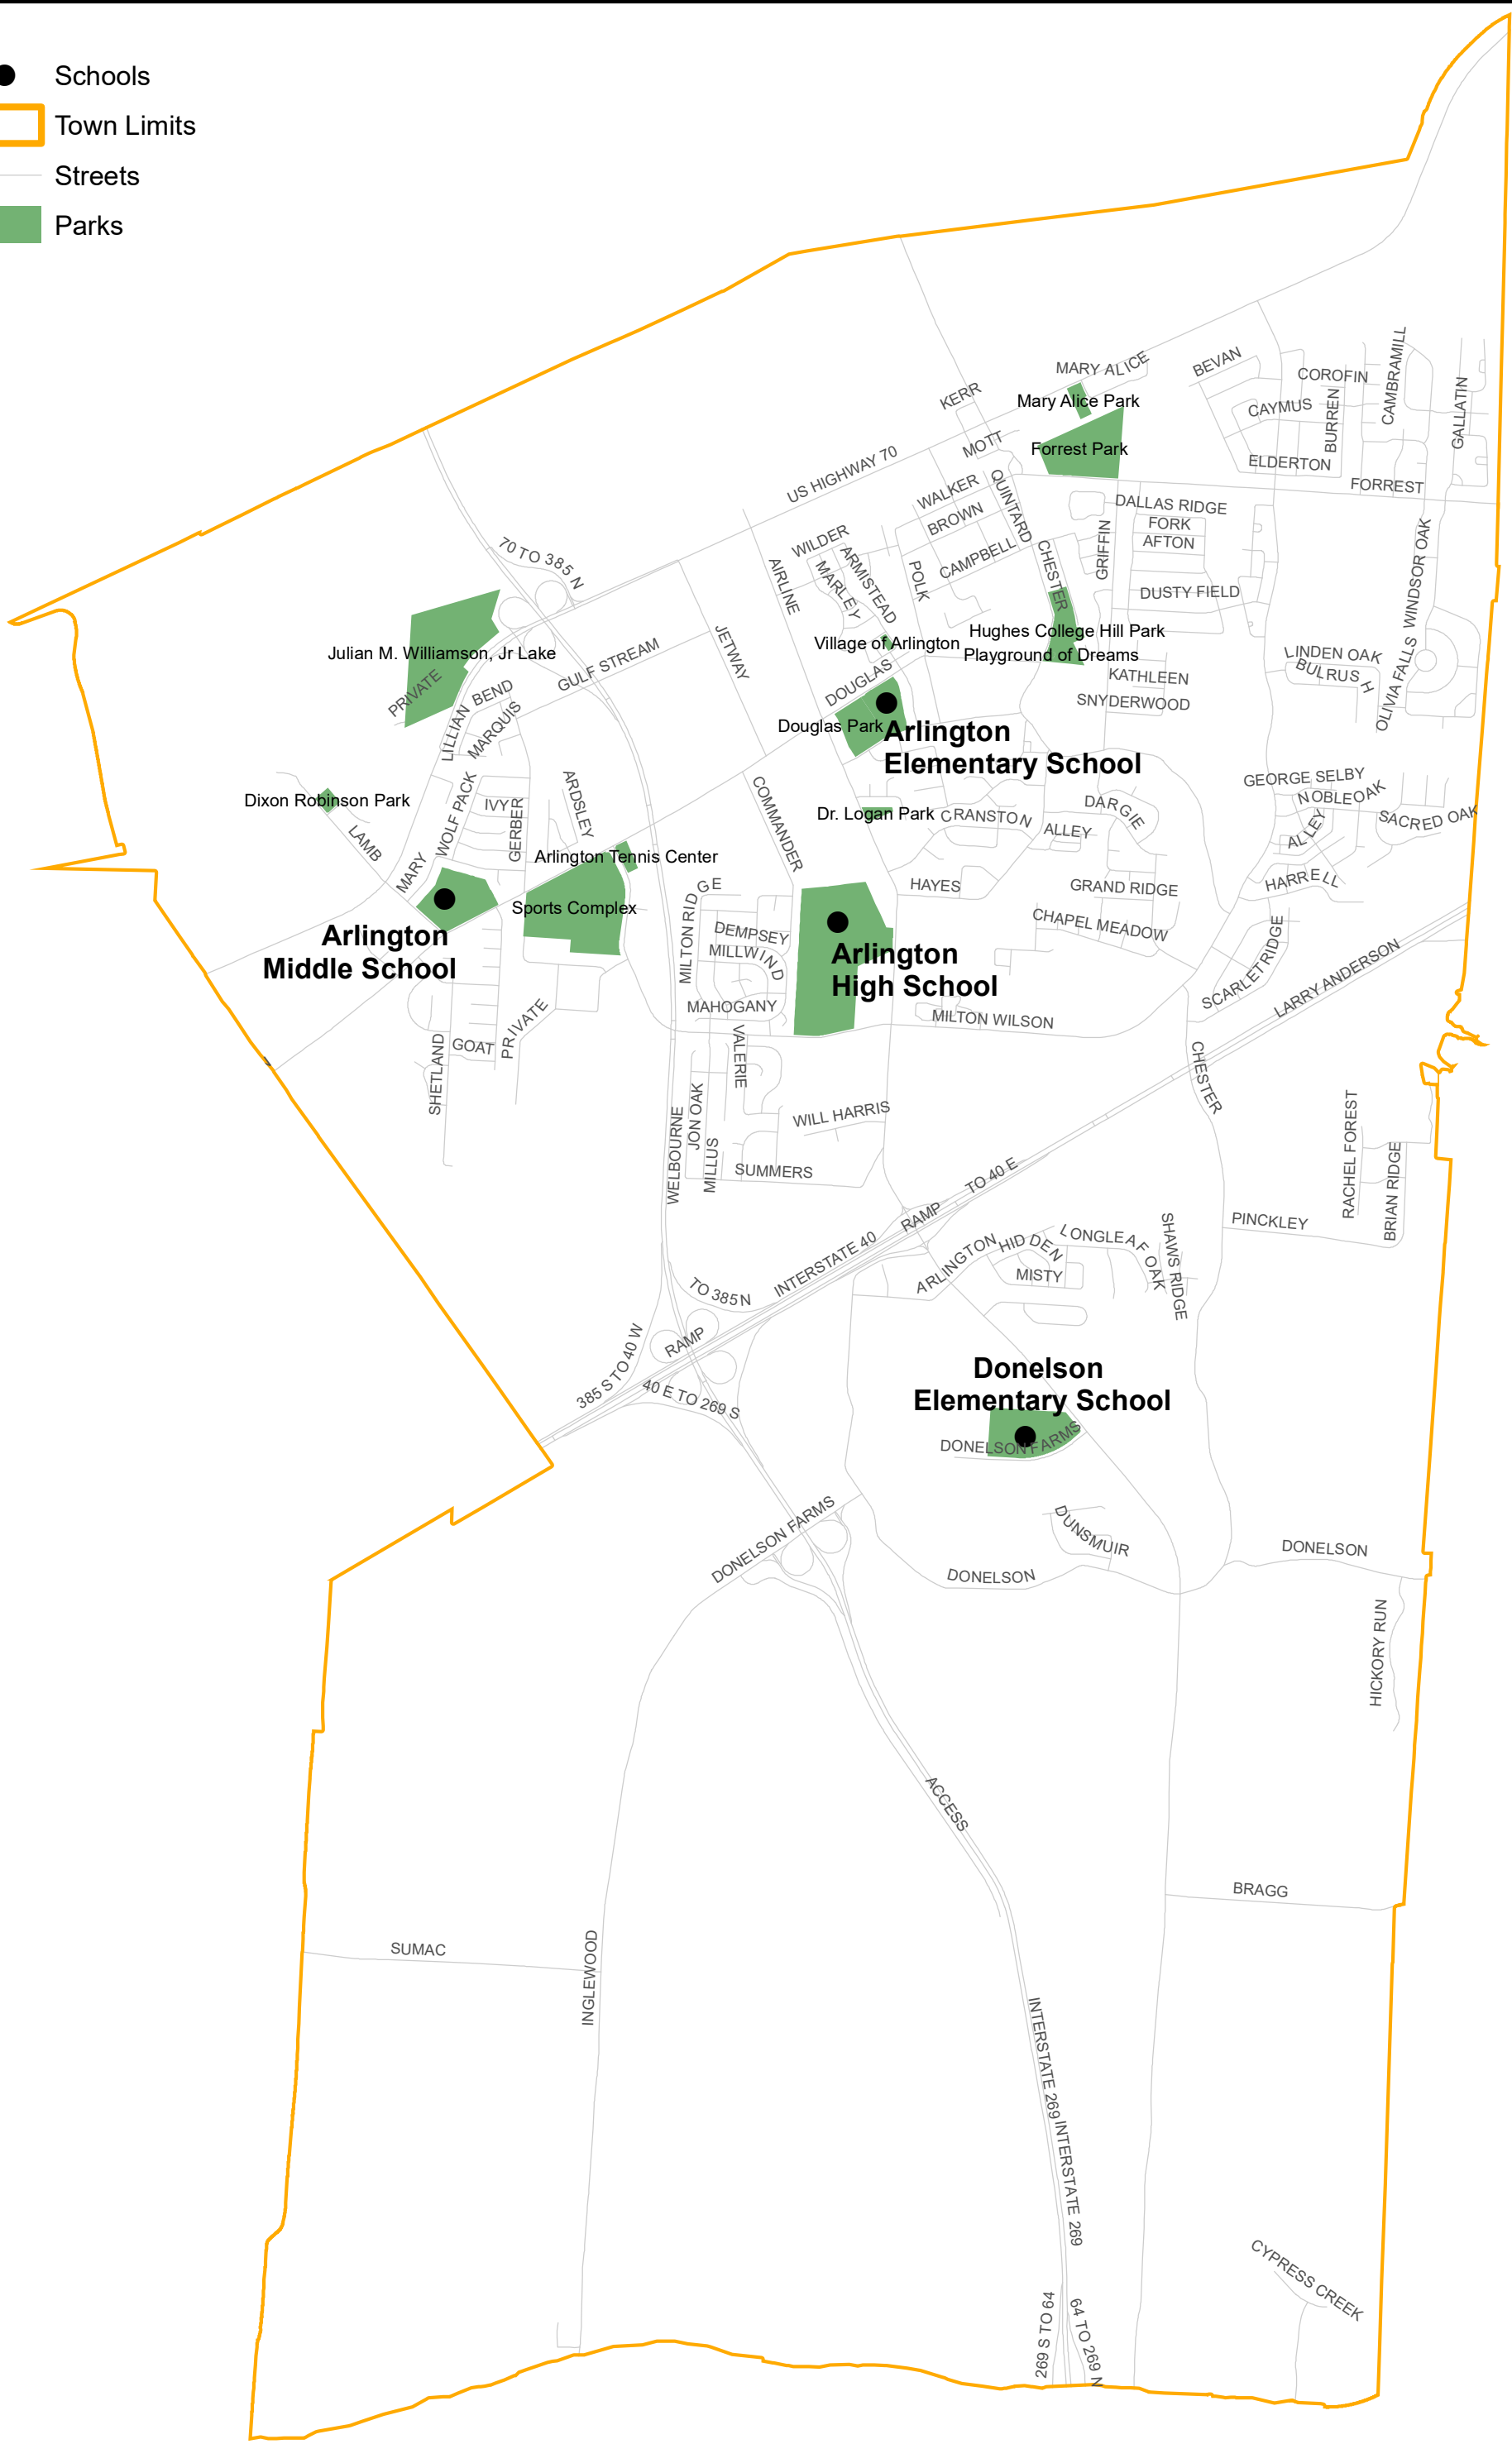 Schools
Town Limits
Streets
Parks
MARY ALICE
BEVAN
COROFIN
CAMBRAMILL
GALLATIN
KERR
Mary Alice Park
CAYMUS
BURREN
MOTT
Forrest Park
ELDERTON
FORREST
US HIGHWAY 70
WALKER
QUINTARD
DALLAS RIDGE
BROWN
FORK
AFTON
WILDER
CAMPBELL
CHESTER
GRIFFIN
WINDSOR OAK
70 TO 385 N
AIRLINE
MARLEY
ARMISTEAD
POLK
DUSTY FIELD
Julian M. Williamson, Jr Lake
GULF STREAM
JETWAY
Village of Arlington
Hughes College Hill Park
Playground of Dreams
LINDEN OAK
BULRUSH
OLIVIA FALLS
PRIVATE
BEND
DOUGLAS
KATHLEEN
SNYDERWOOD
LILLIAN
MARQUIS
Douglas Park
Arlington
Elementary School
GEORGE SELBY
NOBLEOAK
SACRED OAK
Dixon Robinson Park
WOLF PACK
IVY
GERBER
ARDSLEY
COMMANDER
Dr. Logan Park
CRANSTON
DARGIE
ALLEY
ALLEY
LAMB
MARY
Arlington Tennis Center
HARRELL
Sports Complex
MILTON RIDGE
HAYES
GRAND RIDGE
DEMPSEY
CHAPEL MEADOW
Arlington
Middle School
MILLWIND
Arlington
High School
SCARLET RIDGE
LARRY ANDERSON
MAHOGANY
MILTON WILSON
PRIVATE
GOAT
SHETLAND
VALERIE
CHESTER
JON OAK
WELBOURNE
MILLUS
WILL HARRIS
RACHEL FOREST
BRIAN RIDGE
SUMMERS
TO 40 E
RAMP
PINCKLEY
INTERSTATE 40
ARLINGTON
HIDDEN
LONGLEAF OAK
SHAWS RIDGE
MISTY
TO 385 N
RAMP
385 S TO 40 W
40 E TO 269 S
Donelson
Elementary School
DONELSON FARMS
DONELSON FARMS
DUNSMUIR
DONELSON
DONELSON
HICKORY RUN
ACCESS
BRAGG
SUMAC
INGLEWOOD
INTERSTATE 269
INTERSTATE 269
CYPRESS CREEK
269 S TO 64
64 TO 269 N